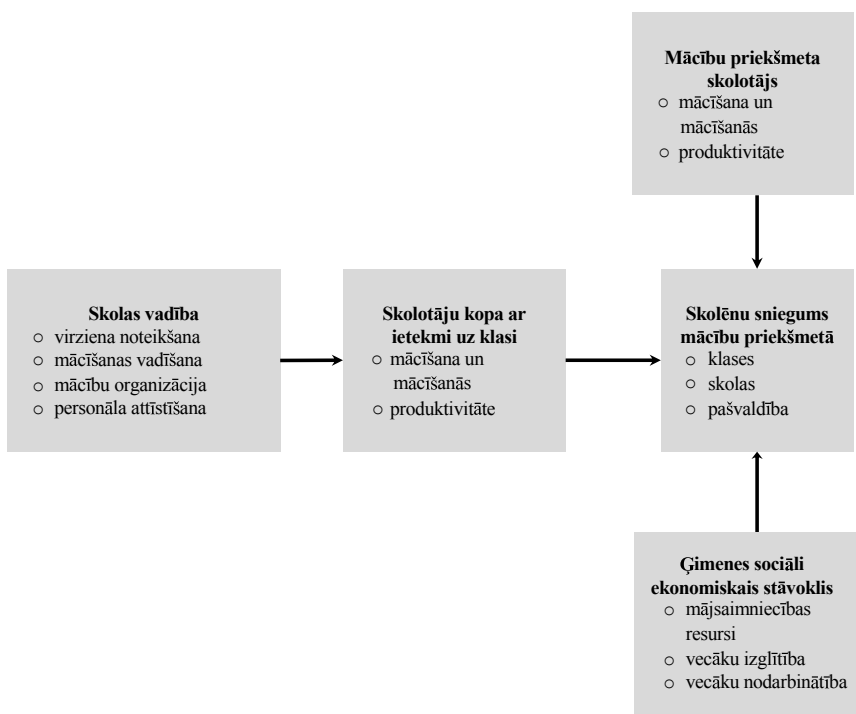 Mācību priekšmeta
skolotājs
○ mācīšana un
mācīšanās
○ produktivitāte
Skolas vadība
○ virziena noteikšana
○ mācīšanas vadīšana
○ mācību organizācija
○ personāla attīstīšana
Skolotāju kopa ar
ietekmi uz klasi
○ mācīšana un
mācīšanās
○ produktivitāte
Skolēnu sniegums
mācību priekšmetā
○ klases
○ skolas
○ pašvaldība
Ģimenes sociāli
ekonomiskais stāvoklis
○ mājsaimniecības
resursi
○ vecāku izglītība
○ vecāku nodarbinātība